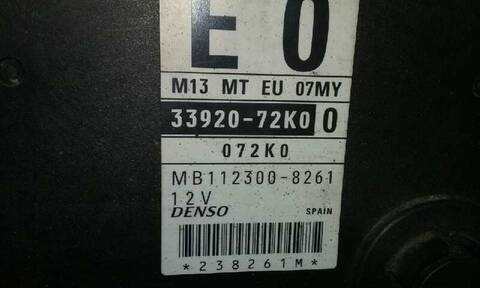 E 0
M13 MT EU 07MY
33920-72K0 0
072K0
MB112300-8261
12V
DENSO SPAIN
*238261M*